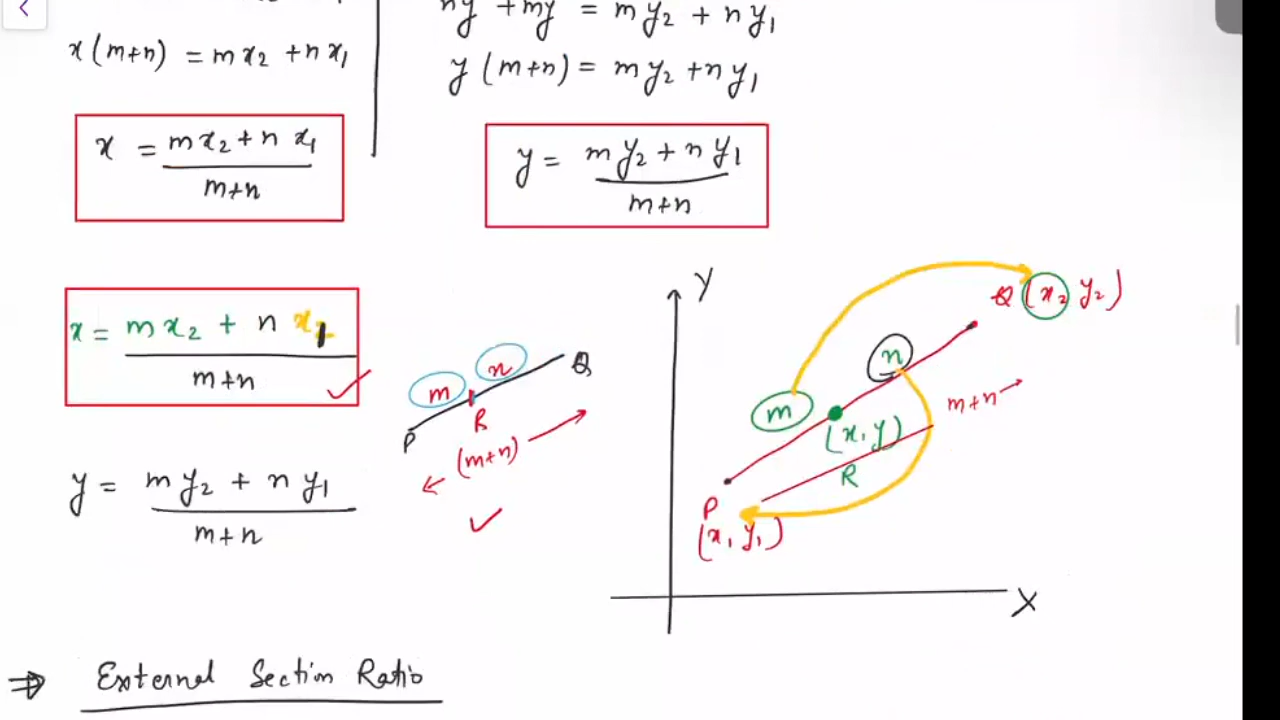 x(m+n) = mx₂ + nx₁
x = (mx₂ + nx₁)/(m+n)
ny + my = my₂ + ny₁
y(m+n) = my₂ + ny₁
y = (my₂ + ny₁)/(m+n)
x = (mx₂ + nx₁)/(m+n)
y = (my₂ + ny₁)/(m+n)
m n Q
P R
(m+n)
Y
Q (x₂ y₂)
n
m
m+n
(x, y)
R
P
(x₁ y₁)
X
⇒ External Section Ratio